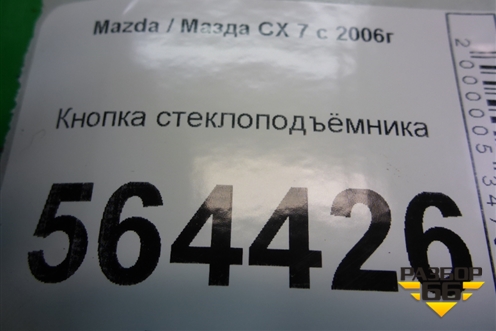 Mazda / Мазда CX 7 с 2006г
Кнопка стеклоподъёмника
564426
РАЗБОР
66